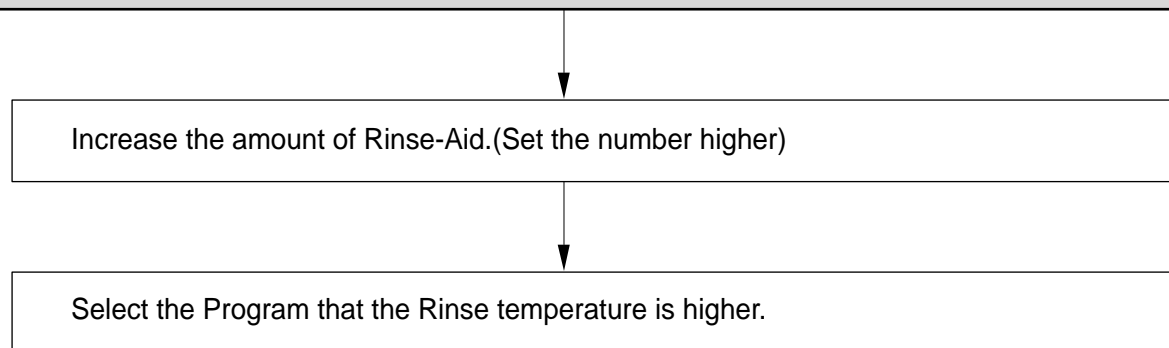 Increase the amount of Rinse-Aid.(Set the number higher)
Select the Program that the Rinse temperature is higher.